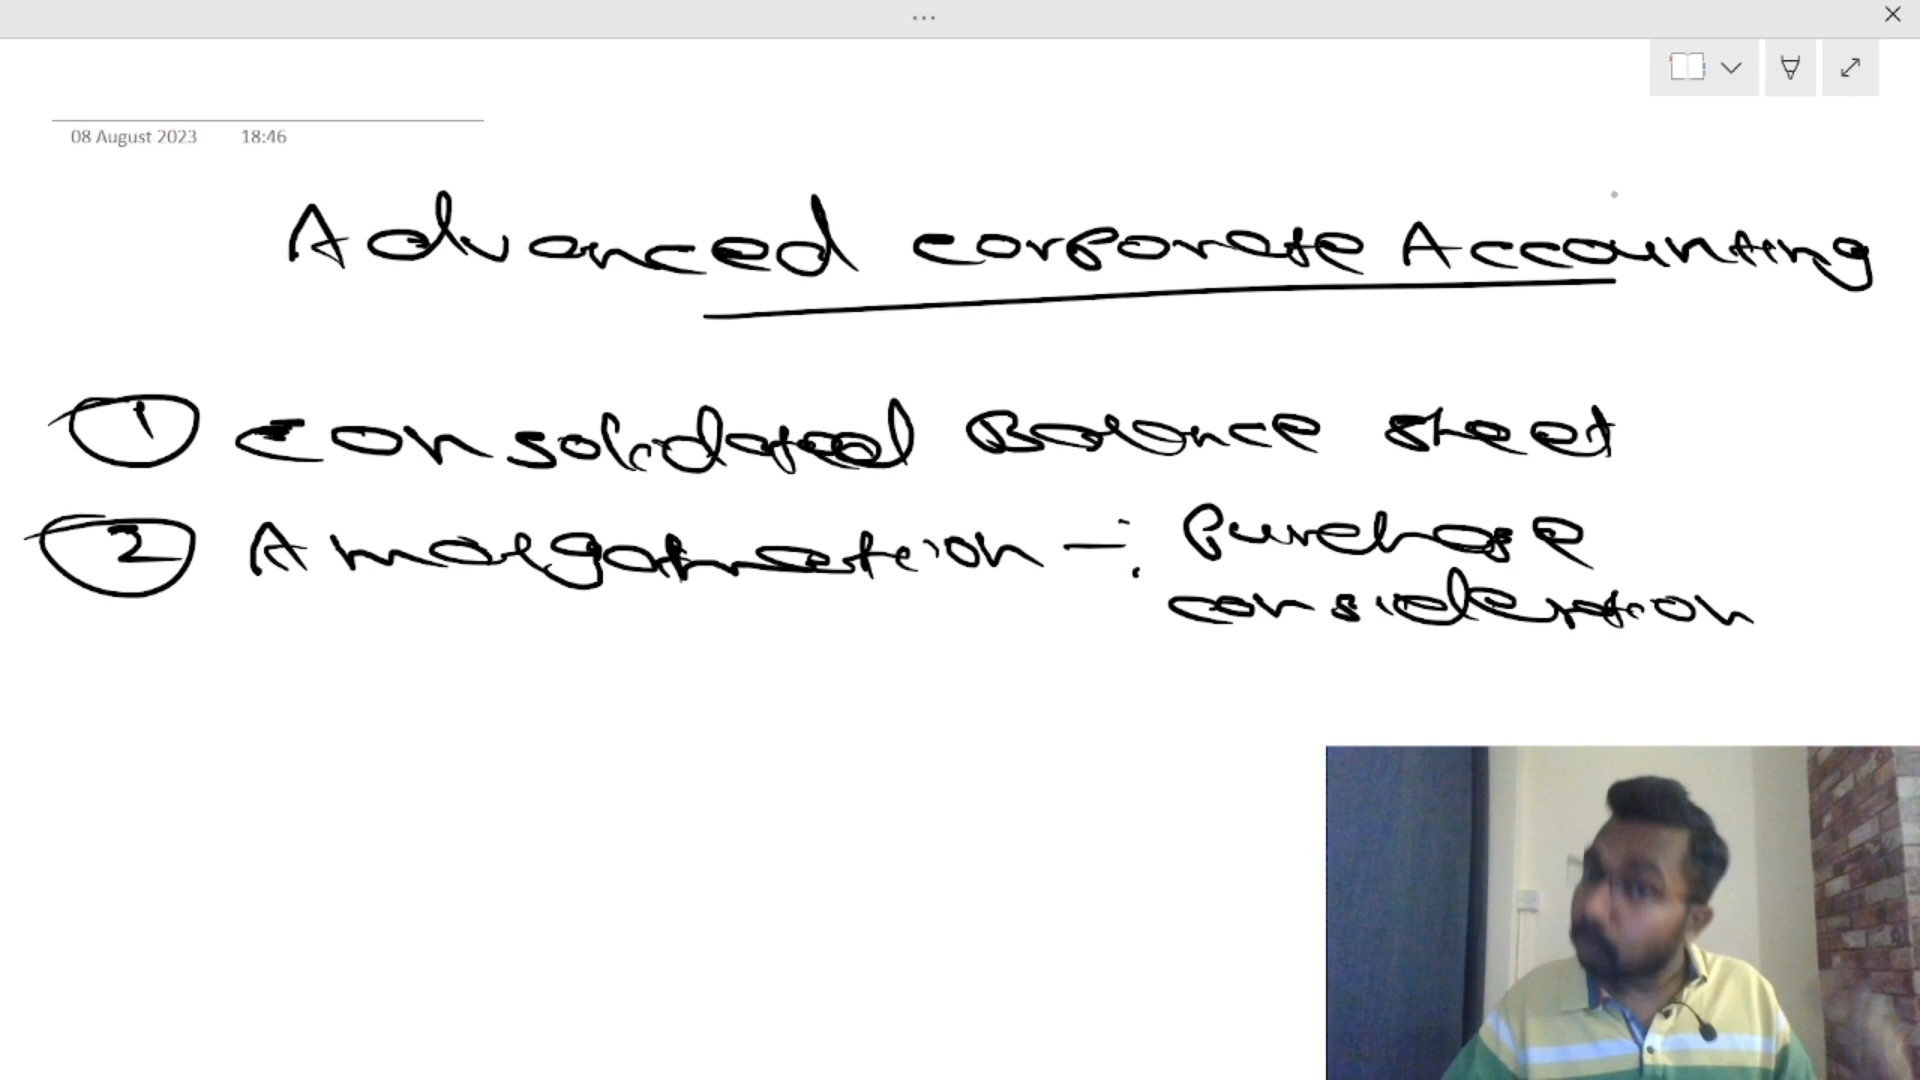 08 August 2023 18:46
Advanced corporate Accounting
1 consolidated Balance sheet
2 Amalgamation -: Purchase
consideration